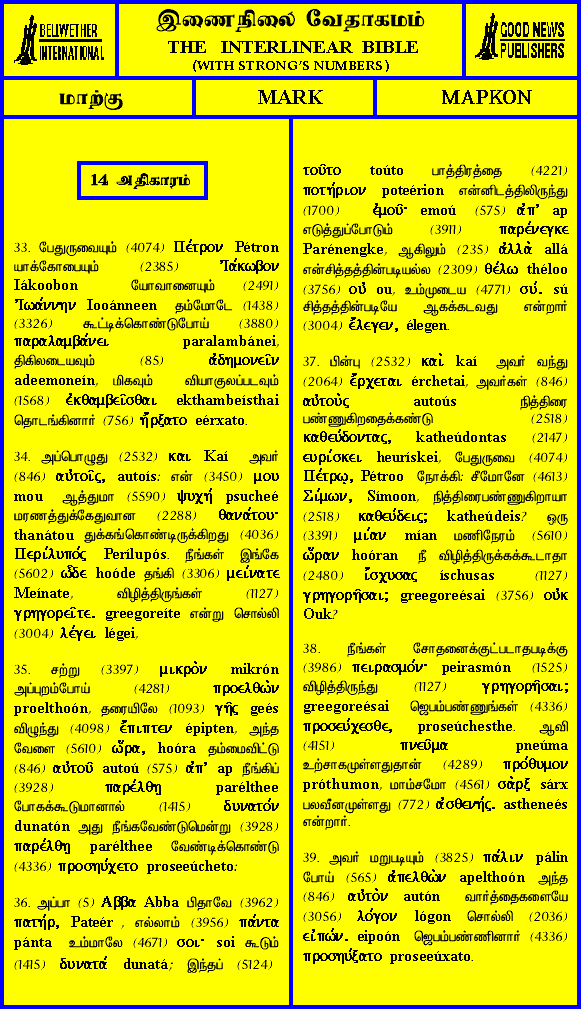 BELLWETHER
INTERNATIONAL
இணைநிலை வேதாகமம்
THE INTERLINEAR BIBLE
(WITH STRONG'S NUMBERS)
GOOD NEWS
PUBLISHERS
மாற்கு
MARK
ΜΑΡΚΟΝ
14 அதிகாரம்
33. பேதுருவையும் (4074) Πέτρον Pétron
யாக்கோபையும் (2385) Ἰάκωβον
Iákoobon யோவானையும் (2491)
Ἰωάννην Iooánneen தம்மோடே (1438)
(3326) கூட்டிக்கொண்டுபோய் (3880)
παραλαμβάνει paralambánei,
திகிலடையவும் (85) ἀδημονεῖν
adeemoneín, மிகவும் வியாகுலப்படவும்
(1568) ἐκθαμβεῖσθαι ekthambeísthai
தொடங்கினார் (756) ἤρξατο eérxato.
34. அப்பொழுது (2532) και Kaí அவர்
(846) αὐτοῖς, autoís: என் (3450) μου
mou ஆத்துமா (5590) ψυχή psucheé
மரணத்துக்கேதுவான (2288) θανάτου·
thanátou துக்கங்கொண்டிருக்கிறது (4036)
Περίλυπός Perílupós. நீங்கள் இங்கே
(5602) ὧδε hoóde தங்கி (3306) μείνατε
Meínate, விழித்திருங்கள் (1127)
γρηγορεῖτε. greegoreíte என்று சொல்லி
(3004) λέγει légei,
35. சற்று (3397) μικρὸν mikrón
அப்புறம்போய் (4281) προελθὼν
proelthoón, தரையிலே (1093) γῆς geés
விழுந்து (4098) ἔπιπτεν épipten, அந்த
வேளை (5610) ὥρα, hoóra தம்மைவிட்டு
(846) αὐτοῦ autoú (575) ἀπ' ap நீங்கிப்
(3928) παρέλθη parélthee
போகக்கூடுமானால் (1415) δυνατόν
dunatón அது நீங்கவேண்டுமென்று (3928)
παρέλθη parélthee வேண்டிக்கொண்டு
(4336) προσηύχετο proseeúcheto:
36. அப்பா (5) Αββα Abba பிதாவே (3962)
πατήρ, Pateér , எல்லாம் (3956) πάντα
pánta உம்மாலே (4671) σοι· soi கூடும்
(1415) δυνατά dunatá; இந்தப் (5124)
τοῦτο toúto பாத்திரத்தை (4221)
ποτήριον poteérion என்னிடத்திலிருந்து
(1700) ἐμοῦ· emoú (575) ἀπ' ap
எடுத்துப்போடும் (3911) παρένεγκε
Parénengke, ஆகிலும் (235) ἀλλὰ allá
என்சித்தத்தின்படியல்ல (2309) θέλω théloo
(3756) οὐ ou, உம்முடைய (4771) σύ. sú
சித்தத்தின்படியே ஆகக்கடவது என்றார்
(3004) ἔλεγεν, élegen.
37. பின்பு (2532) καὶ kaí அவர் வந்து
(2064) ἔρχεται érchetai, அவர்கள் (846)
αὐτοὺς autoús நித்திரை
பண்ணுகிறதைக்கண்டு (2518)
καθεύδοντας, katheúdontas (2147)
ευρίσκει heurískei, பேதுருவை (4074)
Πέτρῳ, Pétroo நோக்கி: சீமோனே (4613)
Σίμων, Símoon, நித்திரைபண்ணுகிறாயா
(2518) καθεύδεις; katheúdeis? ஒரு
(3391) μίαν mían மணிநேரம் (5610)
ὥραν hoóran நீ விழித்திருக்கக்கூடாதா
(2480) ἴσχυσας íschusas (1127)
γρηγορῆσαι; greegoreésai (3756) οὐκ
Ouk?
38. நீங்கள் சோதனைக்குட்படாதபடிக்கு
(3986) πειρασμόν· peirasmón (1525)
விழித்திருந்து (1127) γρηγορῆσαι;
greegoreésai ஜெபம்பண்ணுங்கள் (4336)
προσεύχεσθε, proseúchesthe. ஆவி
(4151) πνεῦμα pneúma
உற்சாகமுள்ளதுதான் (4289) πρόθυμον
próthumon, மாம்சமோ (4561) σὰρξ sárx
பலவீனமுள்ளது (772) ἀσθενής. astheneés
என்றார்.
39. அவர் மறுபடியும் (3825) πάλιν pálin
போய் (565) ἀπελθὼν apelthoón அந்த
(846) αὐτὸν autón வார்த்தைகளையே
(3056) λόγον lógon சொல்லி (2036)
εἰπών. eipoón ஜெபம்பண்ணினார் (4336)
προσηύξατο proseeúxato.